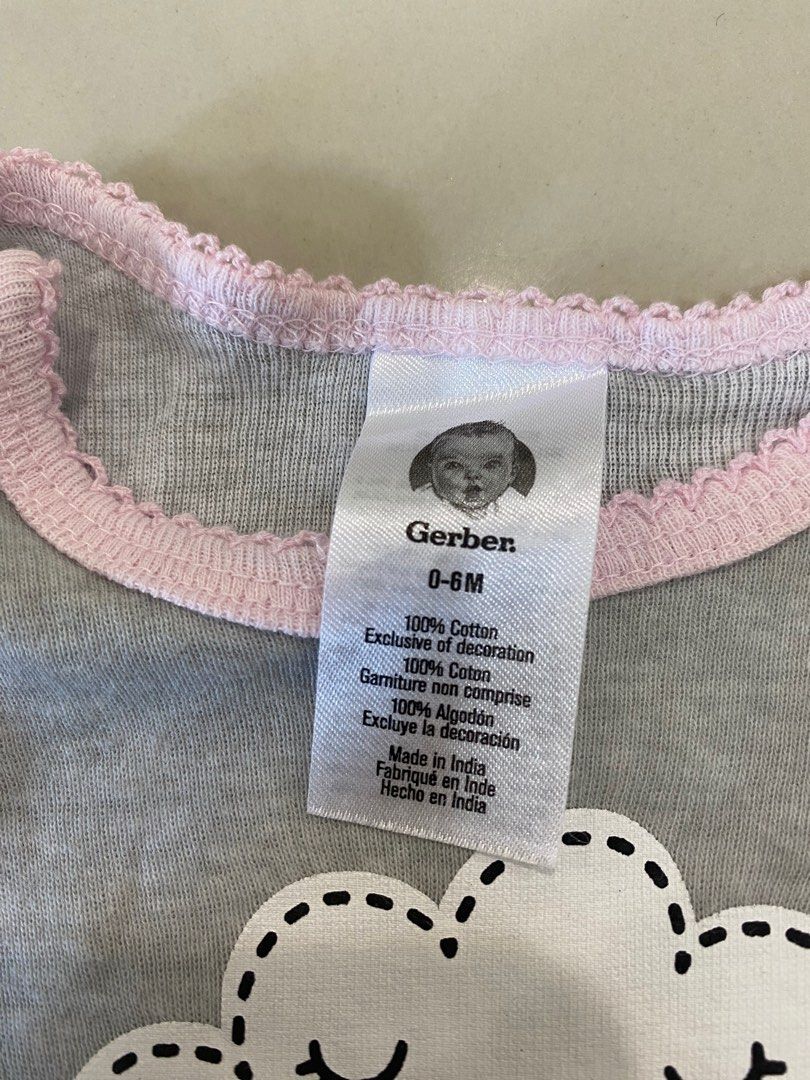 Gerber.
0-6M
100% Cotton
Exclusive of decoration
100% Coton
Garniture non comprise
100% Algodón
Excluye la decoración
Made in India
Fabriqué en Inde
Hecho en India